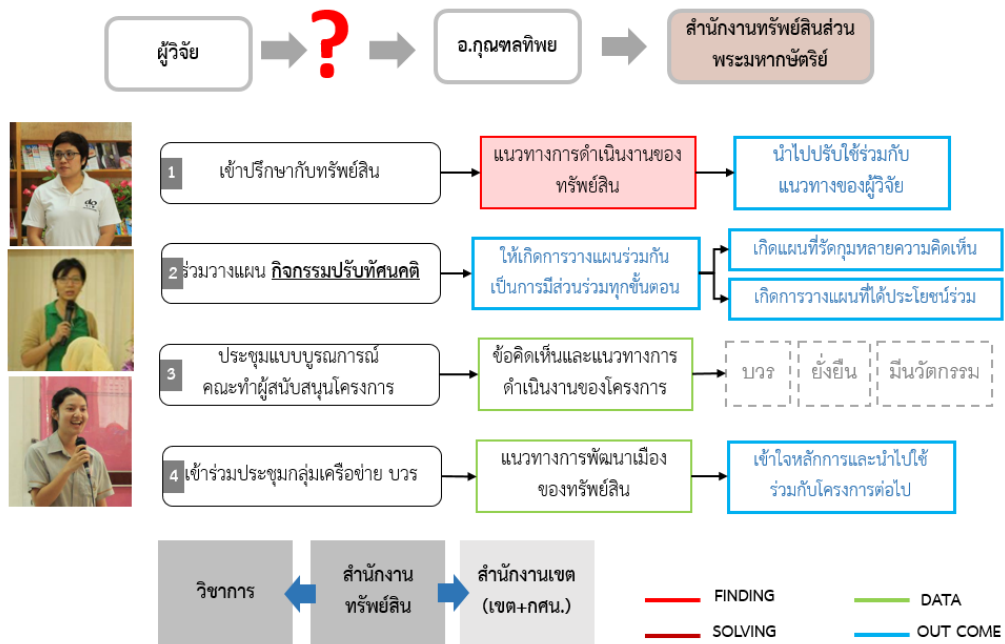 ผู้วิจัย
?
อ.กุณฑลทิพย
สำนักงานทรัพย์สินส่วน
พระมหากษัตริย์
1
เข้าปรึกษากับทรัพย์สิน
แนวทางการดำเนินงานของ
ทรัพย์สิน
นำไปปรับใช้ร่วมกับ
แนวทางของผู้วิจัย
2
ร่วมวางแผน กิจกรรมปรับทัศนคติ
ให้เกิดการวางแผนร่วมกัน
เป็นการมีส่วนร่วมทุกขั้นตอน
เกิดแผนที่รัดกุมหลายความคิดเห็น
เกิดการวางแผนที่ได้ประโยชน์ร่วม
3
ประชุมแบบบูรณการณ์
คณะทำผู้สนับสนุนโครงการ
ข้อคิดเห็นและแนวทางการ
ดำเนินงานของโครงการ
บวร
ยั่งยืน
มีนวัตกรรม
4
เข้าร่วมประชุมกลุ่มเครือข่าย บวร
แนวทางการพัฒนาเมือง
ของทรัพย์สิน
เข้าใจหลักการและนำไปใช้
ร่วมกับโครงการต่อไป
วิชาการ
สำนักงาน
ทรัพย์สิน
สำนักงานเขต
(เขต+กศน.)
FINDING
DATA
SOLVING
OUT COME